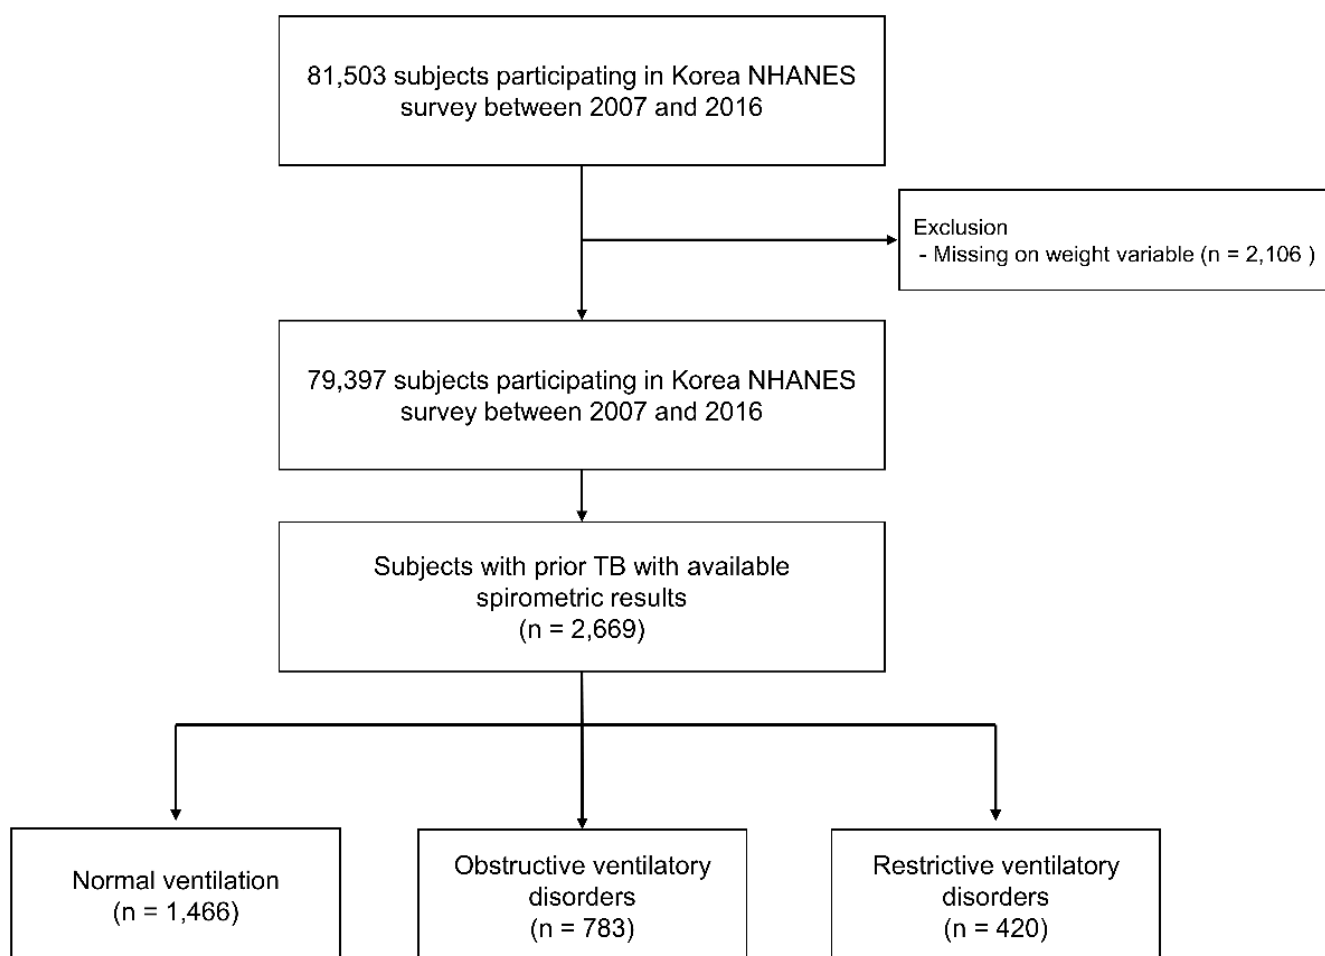 81,503 subjects participating in Korea NHANES
survey between 2007 and 2016
Exclusion
- Missing on weight variable (n = 2,106 )
79,397 subjects participating in Korea NHANES
survey between 2007 and 2016
Subjects with prior TB with available
spirometric results
(n = 2,669)
Normal ventilation
(n = 1,466)
Obstructive ventilatory
disorders
(n = 783)
Restrictive ventilatory
disorders
(n = 420)